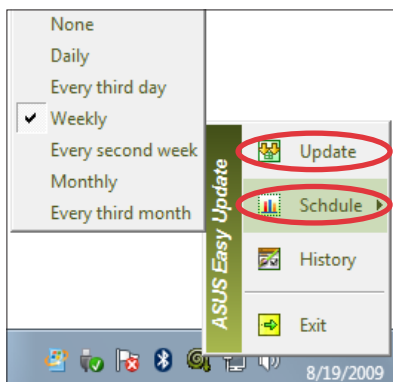 None
Daily
Every third day
Weekly
Every second week
Monthly
Every third month
ASUS Easy Update
Update
Schdule
History
Exit
8/19/2009